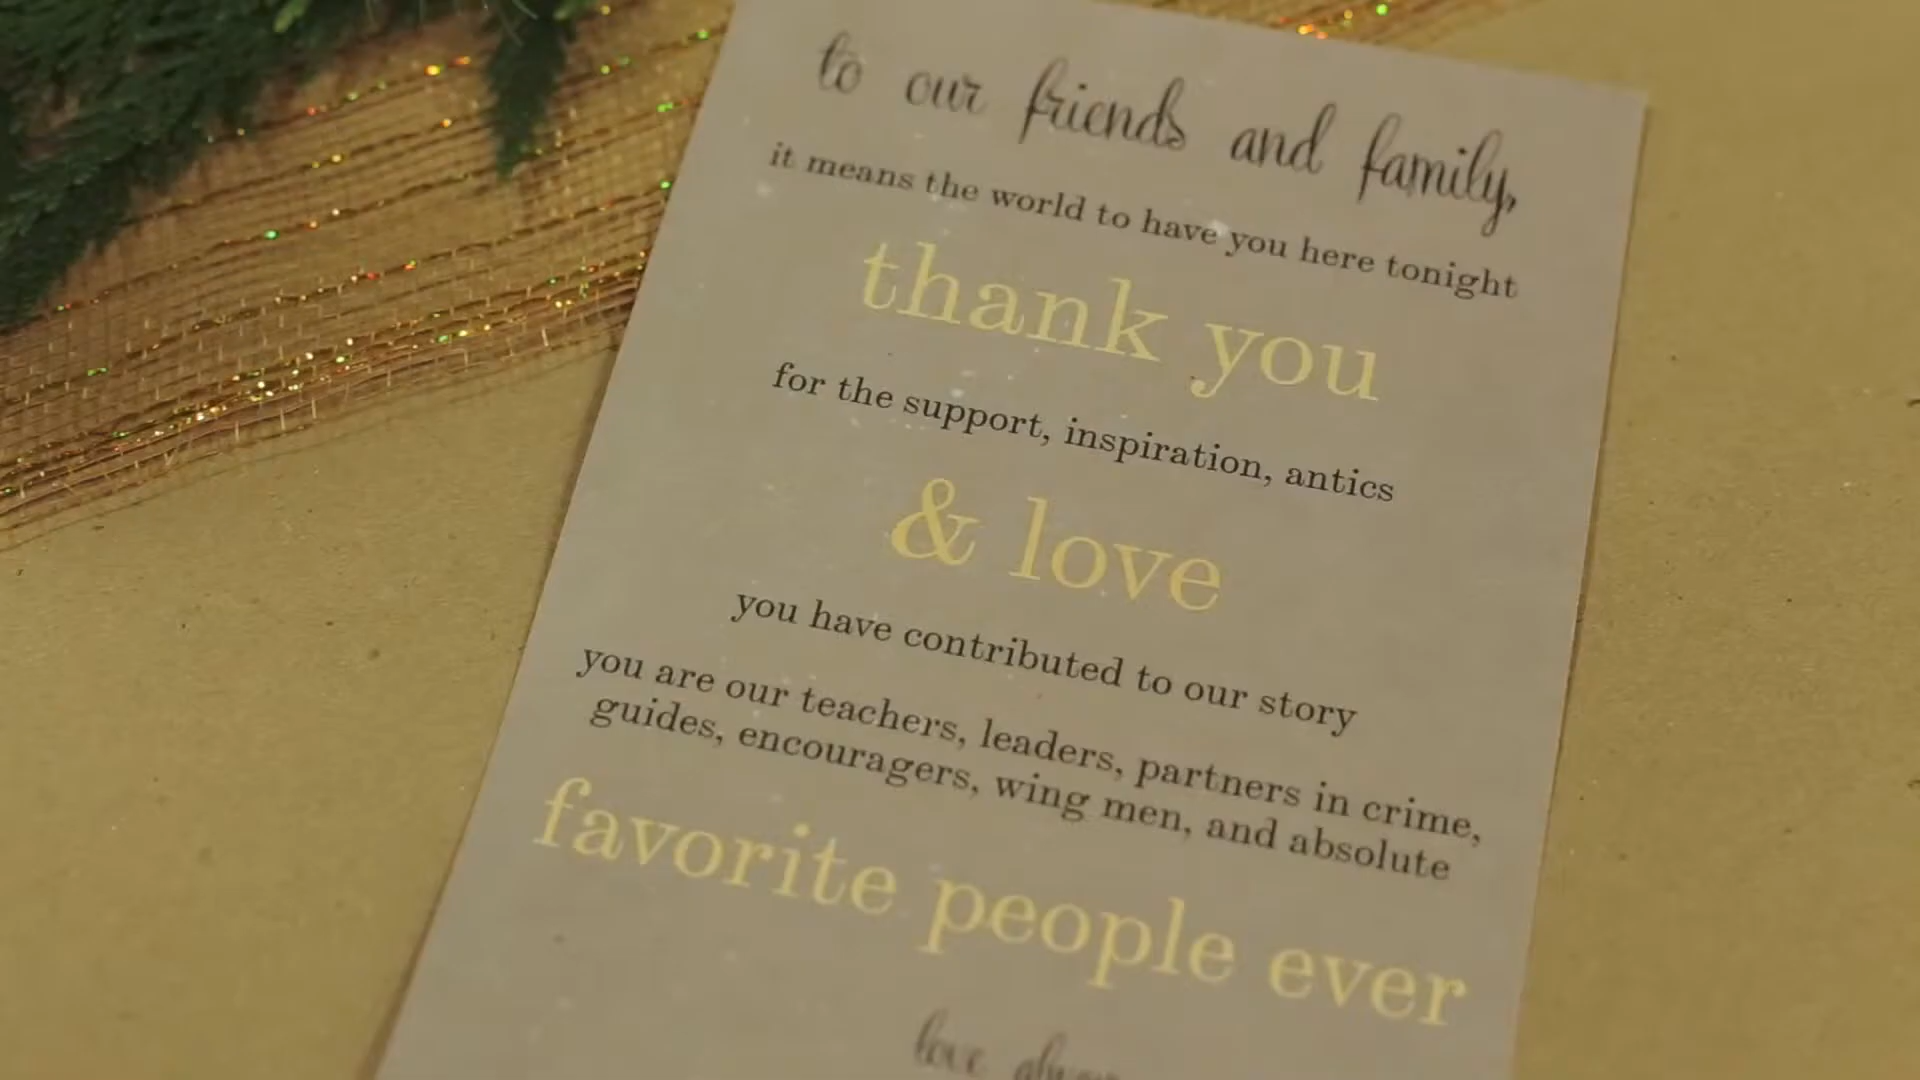 to our friends and family,
it means the world to have you here tonight
thank you
for the support, inspiration, antics
& love
you have contributed to our story
you are our teachers, leaders, partners in crime,
guides, encouragers, wing men, and absolute
favorite people ever
love